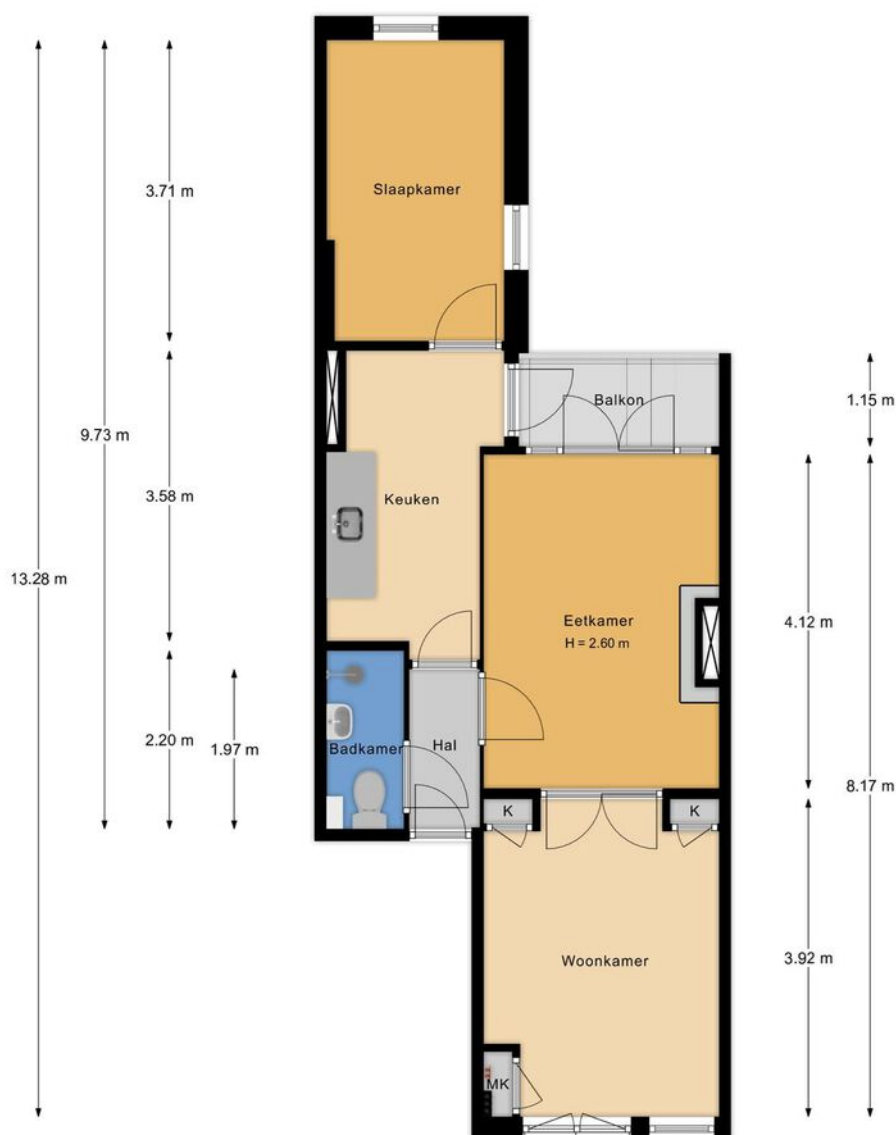 Slaapkamer
3.71 m
Balkon
1.15 m
9.73 m
3.58 m
Keuken
13.28 m
Eetkamer
H = 2.60 m
4.12 m
2.20 m
1.97 m
Badkamer
Hal
8.17 m
K
K
Woonkamer
3.92 m
MK